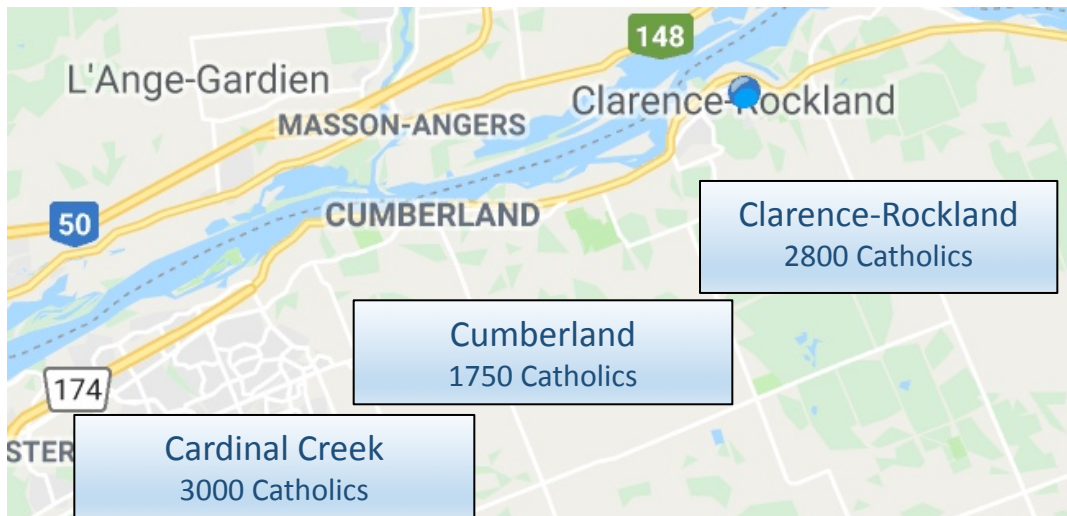 148
L'Ange-Gardien
Clarence-Rockland
MASSON-ANGERS
50
CUMBERLAND
Clarence-Rockland
2800 Catholics
Cumberland
1750 Catholics
174
STER
Cardinal Creek
3000 Catholics